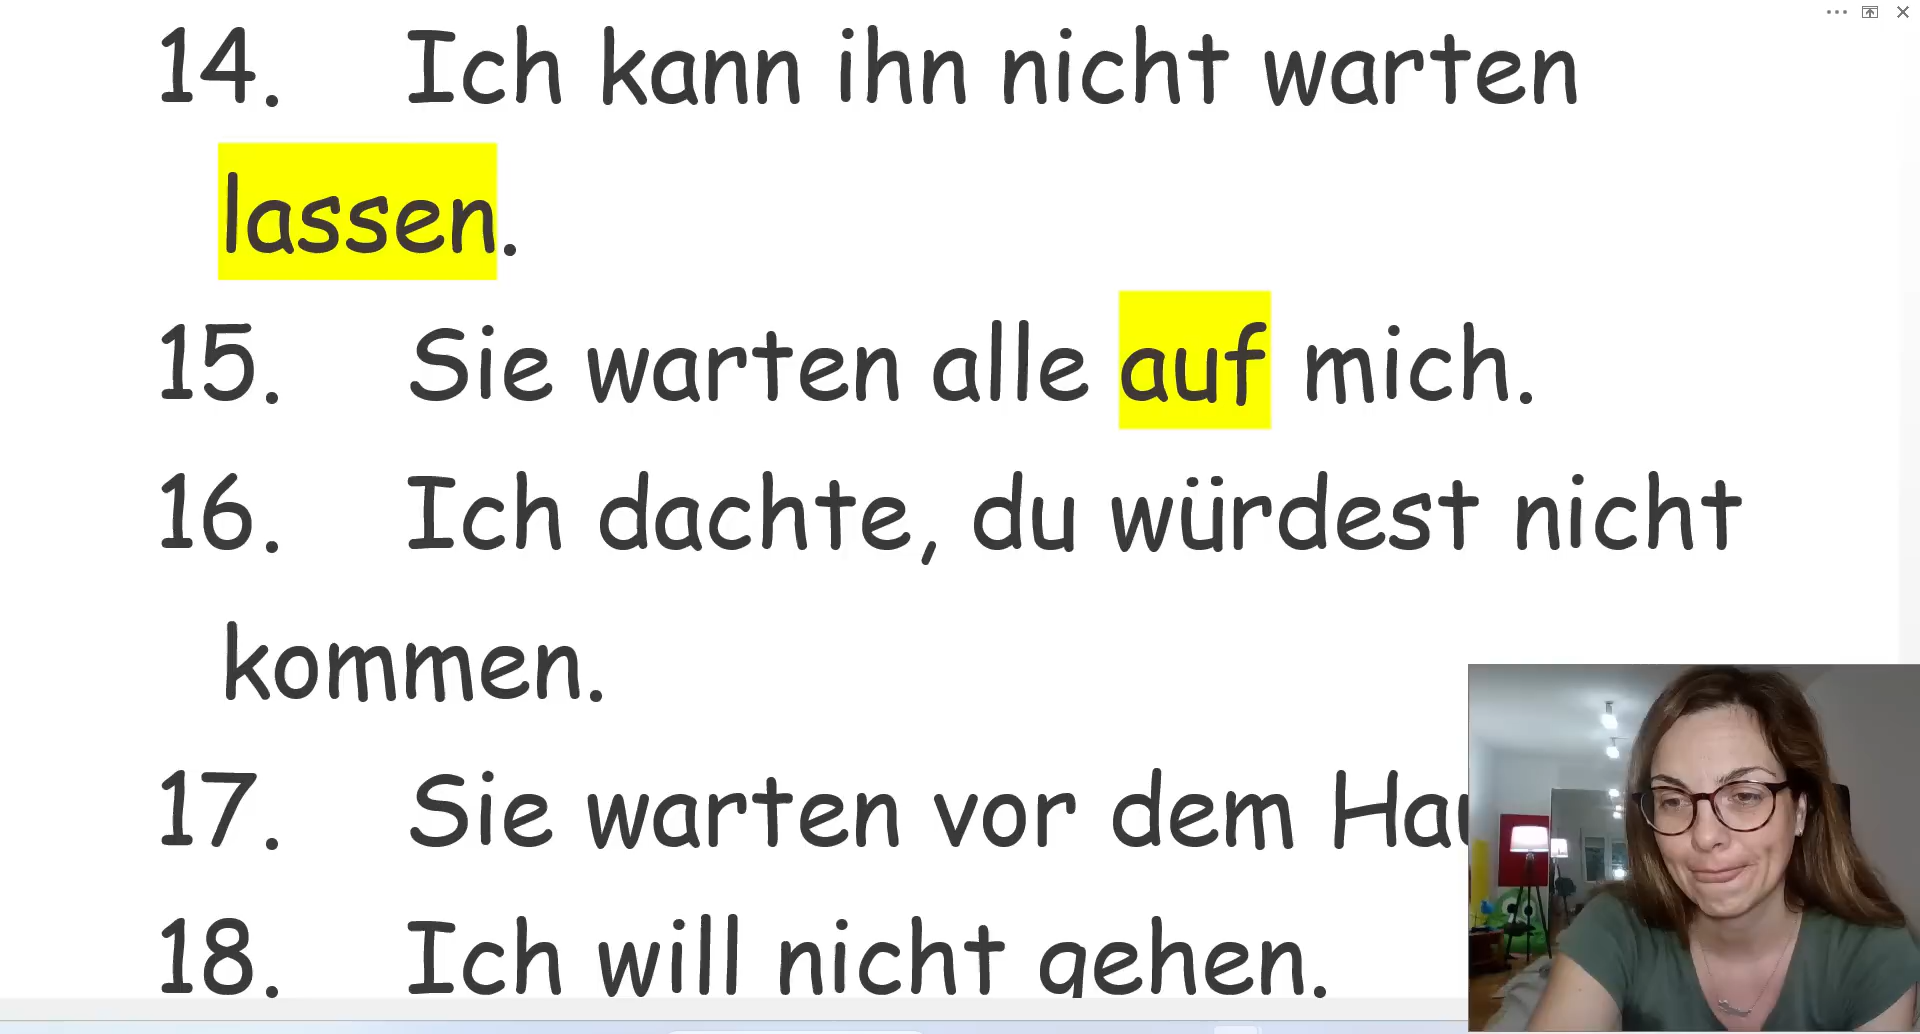 14. Ich kann ihn nicht warten
lassen.
15. Sie warten alle auf mich.
16. Ich dachte, du würdest nicht
kommen.
17. Sie warten vor dem
18. Ich will nicht gehen.